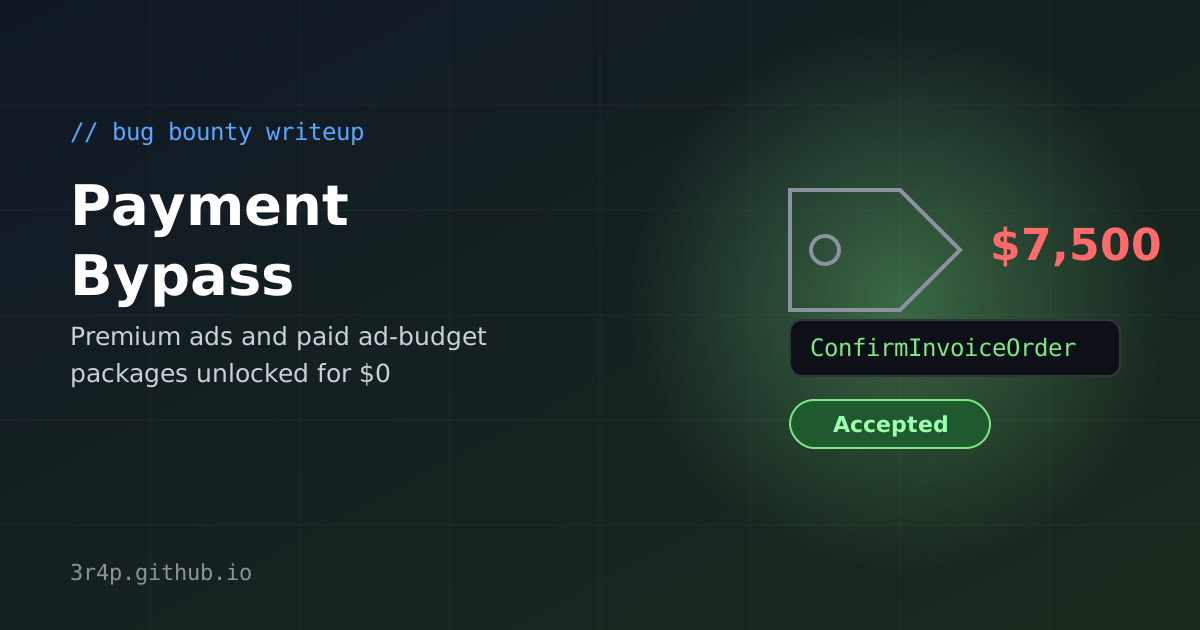 // bug bounty writeup
Payment
Bypass
Premium ads and paid ad-budget
packages unlocked for $0
$7,500
ConfirmInvoiceOrder
Accepted
3r4p.github.io